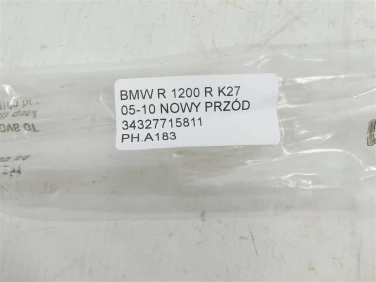 BMW R 1200 R K27
05-10 NOWY PRZÓD
34327715811
PH.A183